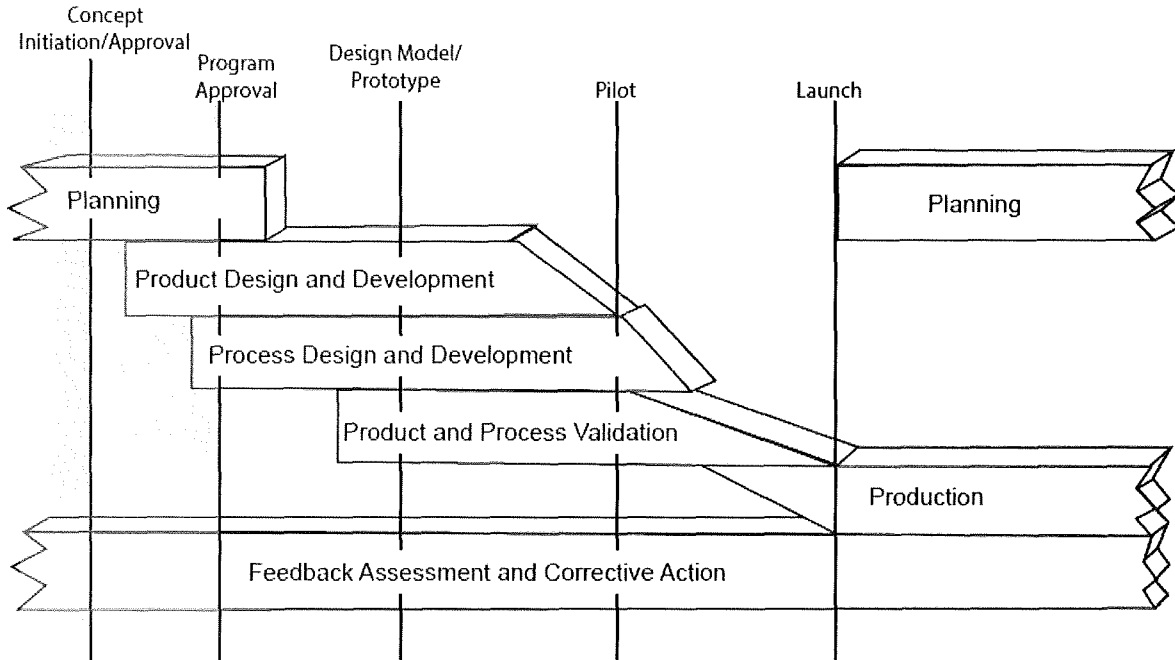 Concept
Initiation/Approval
Program
Approval
Design Model/
Prototype
Pilot
Launch
Planning
Planning
Product Design and Development
Process Design and Development
Product and Process Validation
Production
Feedback Assessment and Corrective Action